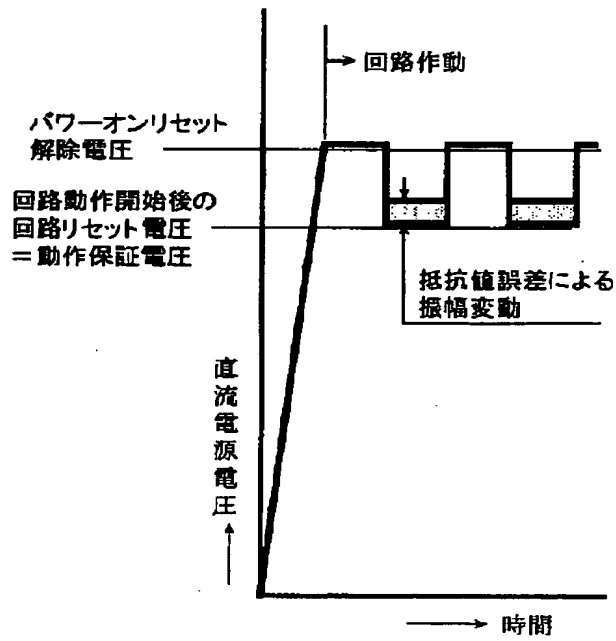 回路作動
パワーオンリセット
解除電圧
回路動作開始後の
回路リセット電圧
＝動作保証電圧
抵抗値誤差による
振幅変動
直流電源電圧
時間